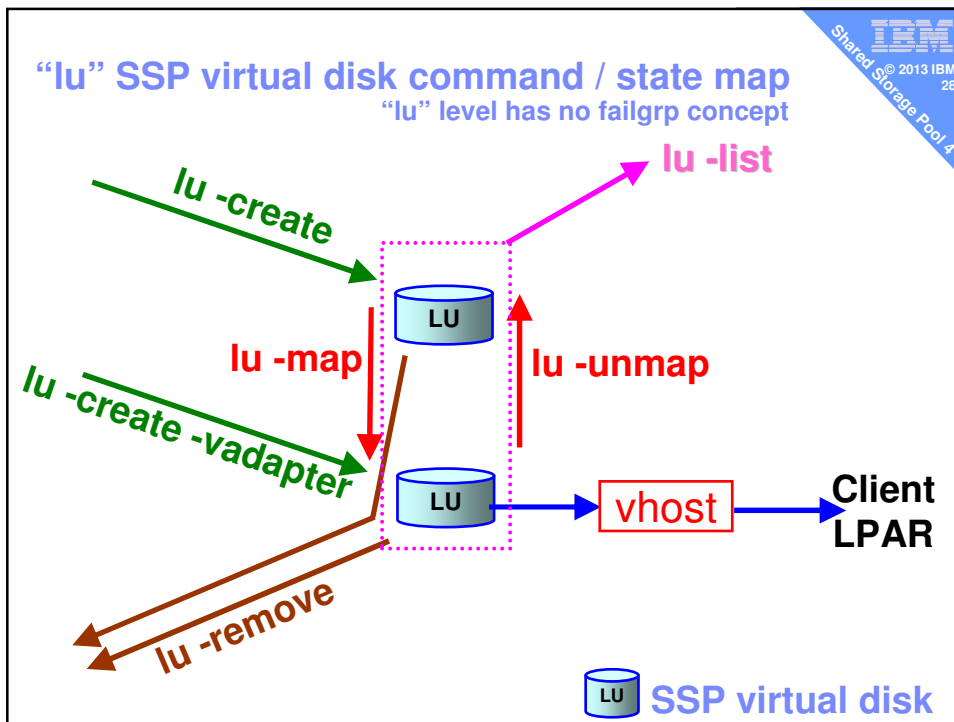 “lu” SSP virtual disk command / state map
“lu” level has no failgrp concept
IBM
© 2013 IBM
28
Shared Storage Pool 4
lu -list
lu -create
LU
lu -map
lu -unmap
lu -create -vadapter
LU
vhost
Client
LPAR
lu -remove
LU
SSP virtual disk